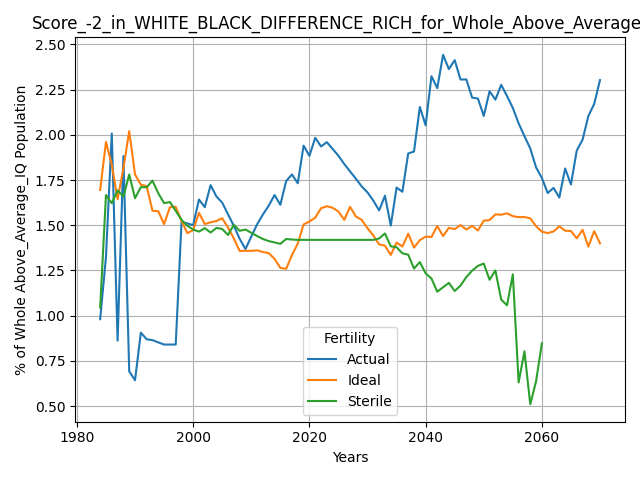 Score_-2_in_WHITE_BLACK_DIFFERENCE_RICH_for_Whole_Above_Average
% of Whole Above_Average_IQ Population
2.50
2.25
2.00
1.75
1.50
1.25
1.00
0.75
0.50
1980
2000
2020
2040
2060
Years
Fertility
Actual
Ideal
Sterile